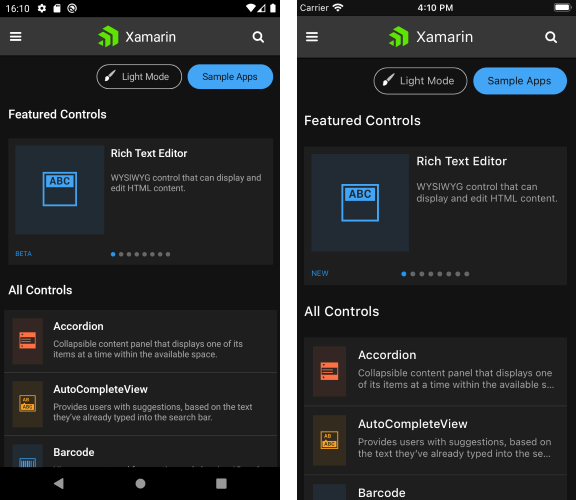 16:10
Xamarin
Light Mode
Sample Apps
Featured Controls
ABC
Rich Text Editor
WYSIWYG control that can display and
edit HTML content.
BETA
All Controls
Accordion
Collapsible content panel that displays one of its
items at a time within the available space.
AB
ABC
AutoCompleteView
Provides users with suggestions, based on the text
they've already typed into the search bar.
Barcode
Carrier
4:10 PM
Xamarin
Light Mode
Sample Apps
Featured Controls
ABC
Rich Text Editor
WYSIWYG control that can display and
edit HTML content.
NEW
All Controls
Accordion
Collapsible content panel that displays one
of its items at a time within the available s...
AB
ABC
AutoCompleteView
Provides users with suggestions, based on
the text they've already typed into the se...
Barcode